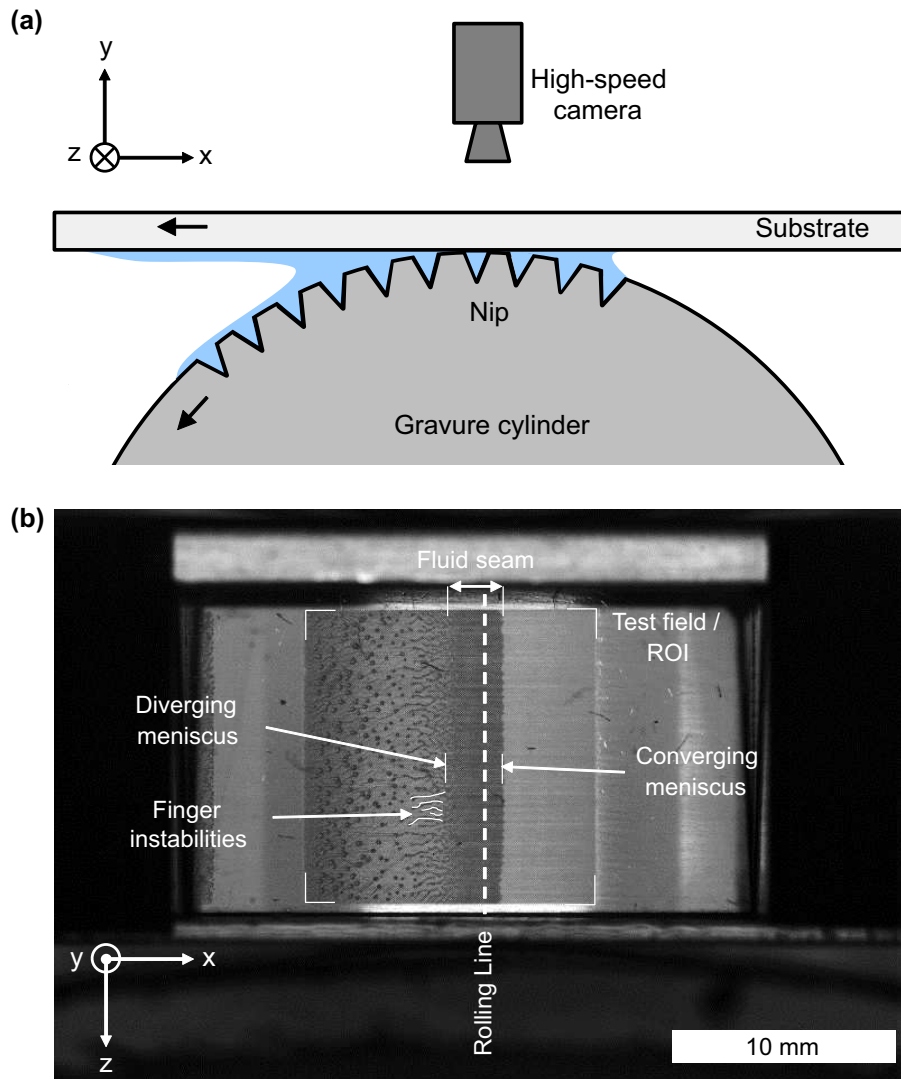 (a)
y
z
x
High-speed
camera
Substrate
Nip
Gravure cylinder
(b)
Fluid seam
Test field /
ROI
Diverging
meniscus
Converging
meniscus
Finger
instabilities
Rolling Line
y
x
z
10 mm